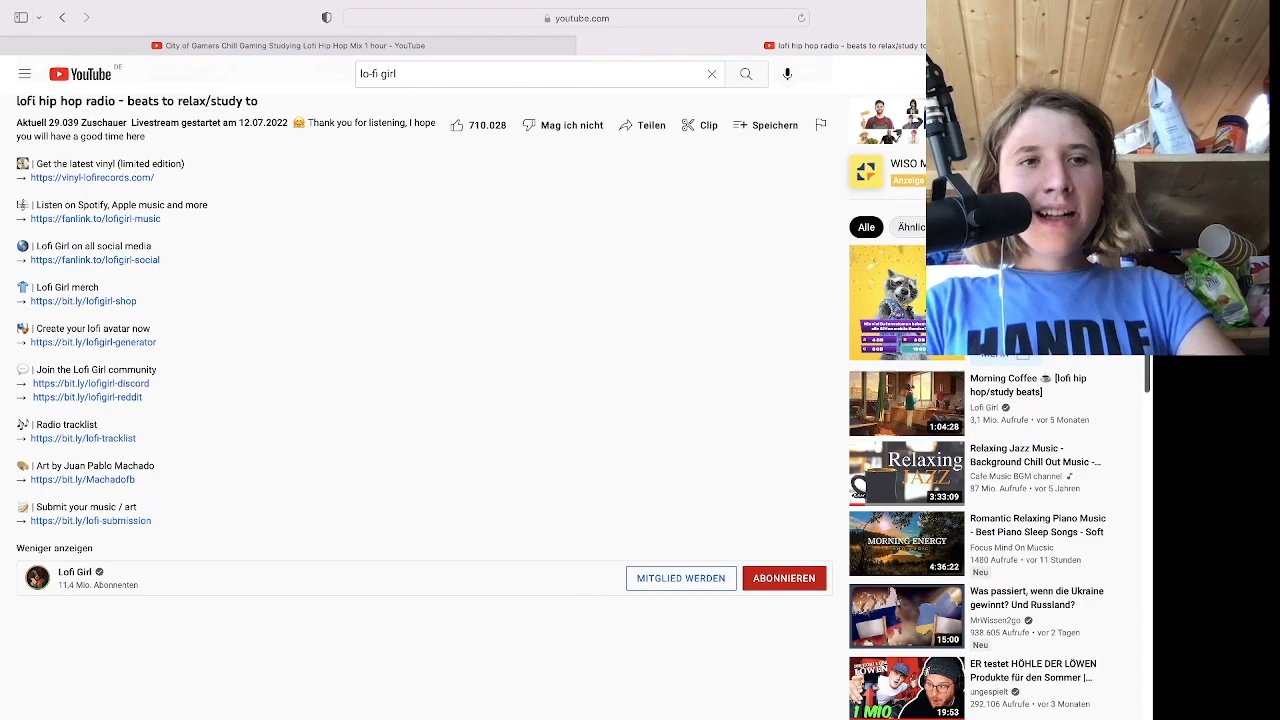 youtube.com
City of Gamers Chill Gaming Studying Lofi Hip Hop Mix 1 hour - YouTube
lofi hip hop radio - beats to relax/study to
YouTube DE
lo-fi girl
lofi hip hop radio - beats to relax/study to
Aktuell 29.039 Zuschauer Livestream gestartet am 12.07.2022 🤗 Thank you for listening, I hope
you will have a good time here
710.028
Mag ich nicht
Teilen
Clip
Speichern
| Get the latest vinyl (limited edition)
→ https://vinyl-lofirecords.com/
🎼 | Listen on Spotify, Apple music and more
→ https://fanlink.to/lofigirl-music
🌎 | Lofi Girl on all social media
→ https://fanlink.to/lofigirl-social
👕 | Lofi Girl merch
→ https://bit.ly/lofigirl-shop
🎭 | Create your lofi avatar now
→ https://bit.ly/lofigirl-generator
💬 | Join the Lofi Girl community
→ https://bit.ly/lofigirl-discord
→ https://bit.ly/lofigirl-reddit
🎶 | Radio tracklist
→ https://bit.ly/lofi-tracklist
🎨 | Art by Juan Pablo Machado
→ https://bit.ly/Machadofb
📝 | Submit your music / art
→ https://bit.ly/lofi-submission
Weniger anzeigen
Lofi Girl
11,4 Mio. Abonnenten
MITGLIED WERDEN
ABONNIEREN
WISO
Anzeige
Alle
Ähnlic
1:04:28
Morning Coffee ☕ [lofi hip
hop/study beats]
Lofi Girl
3,1 Mio. Aufrufe • vor 5 Monaten
Relaxing
JAZZ
3:33:09
Relaxing Jazz Music -
Background Chill Out Music -...
Cafe Music BGM channel 🎵
87 Mio. Aufrufe • vor 5 Jahren
MORNING ENERGY
4:36:22
Romantic Relaxing Piano Music
- Best Piano Sleep Songs - Soft
Focus Mind On Mucsic
1480 Aufrufe • vor 11 Stunden
Neu
15:00
Was passiert, wenn die Ukraine
gewinnt? Und Russland?
MrWissen2go
938.605 Aufrufe • vor 2 Tagen
Neu
1 MIO
19:53
ER testet HÖHLE DER LÖWEN
Produkte für den Sommer |...
ungespielt
292.106 Aufrufe • vor 3 Monaten
HANDLE